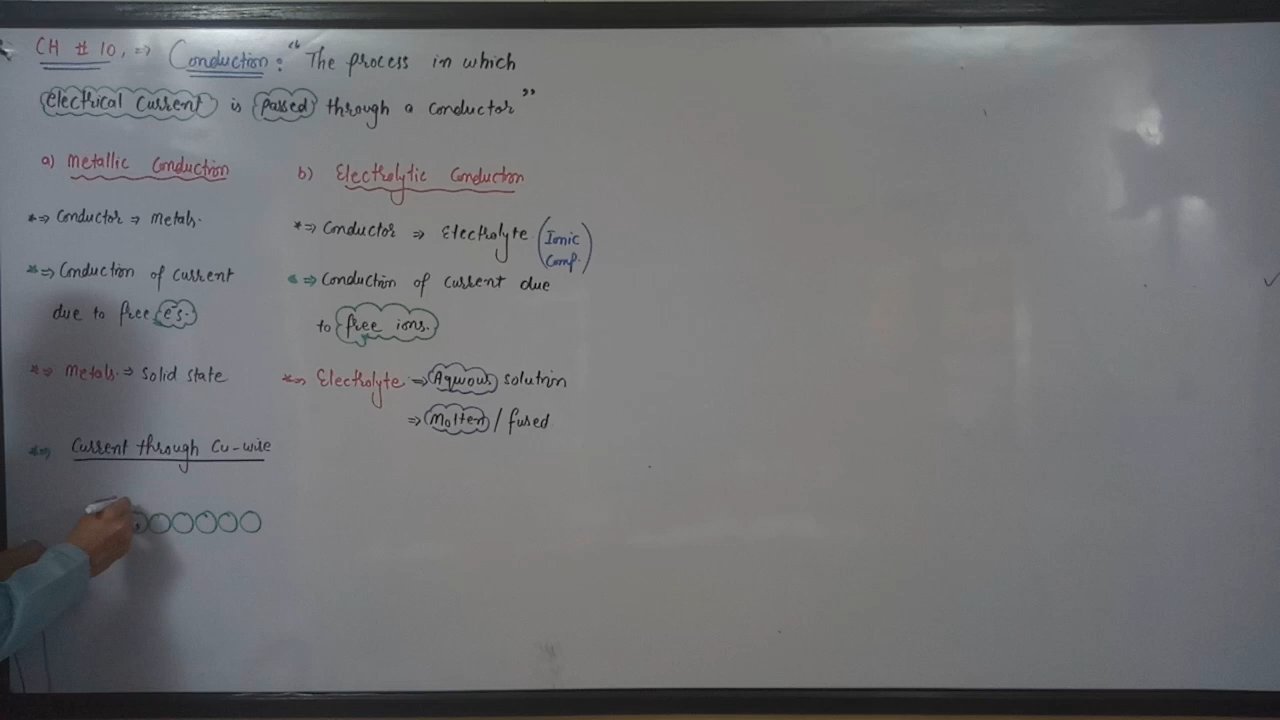 CH # 10, => Conduction: "The process in which
electrical current is passed through a conductor"
a) Metallic Conduction
*=> Conductor => Metals.
*=> Conduction of current
due to free e⁻s.
*=> Metals. => Solid state
*=> Current through Cu-wire
b) Electrolytic Conduction
*=> Conductor => Electrolyte (Ionic
Comp.)
*=> Conduction of current due
to free ions.
*=> Electrolyte => Aqwous solution
=> Molten / fused